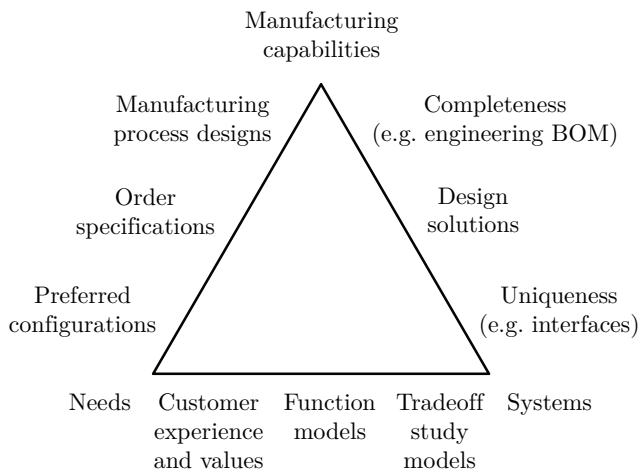 Manufacturing
capabilities
Manufacturing
process designs
Completeness
(e.g. engineering BOM)
Order
specifications
Design
solutions
Preferred
configurations
Uniqueness
(e.g. interfaces)
Needs
Customer
experience
and values
Function
models
Tradeoff
study
models
Systems